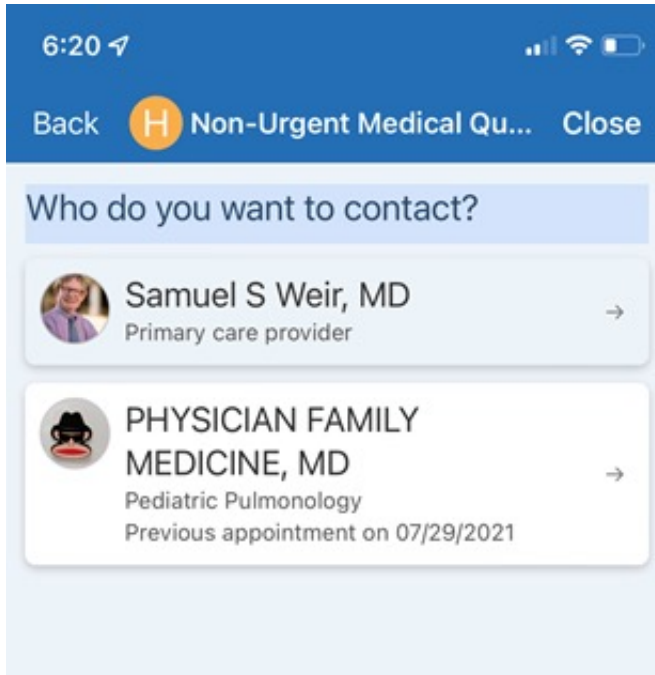 6:20
Back H Non-Urgent Medical Qu... Close
Who do you want to contact?
Samuel S Weir, MD
Primary care provider
PHYSICIAN FAMILY
MEDICINE, MD
Pediatric Pulmonology
Previous appointment on 07/29/2021